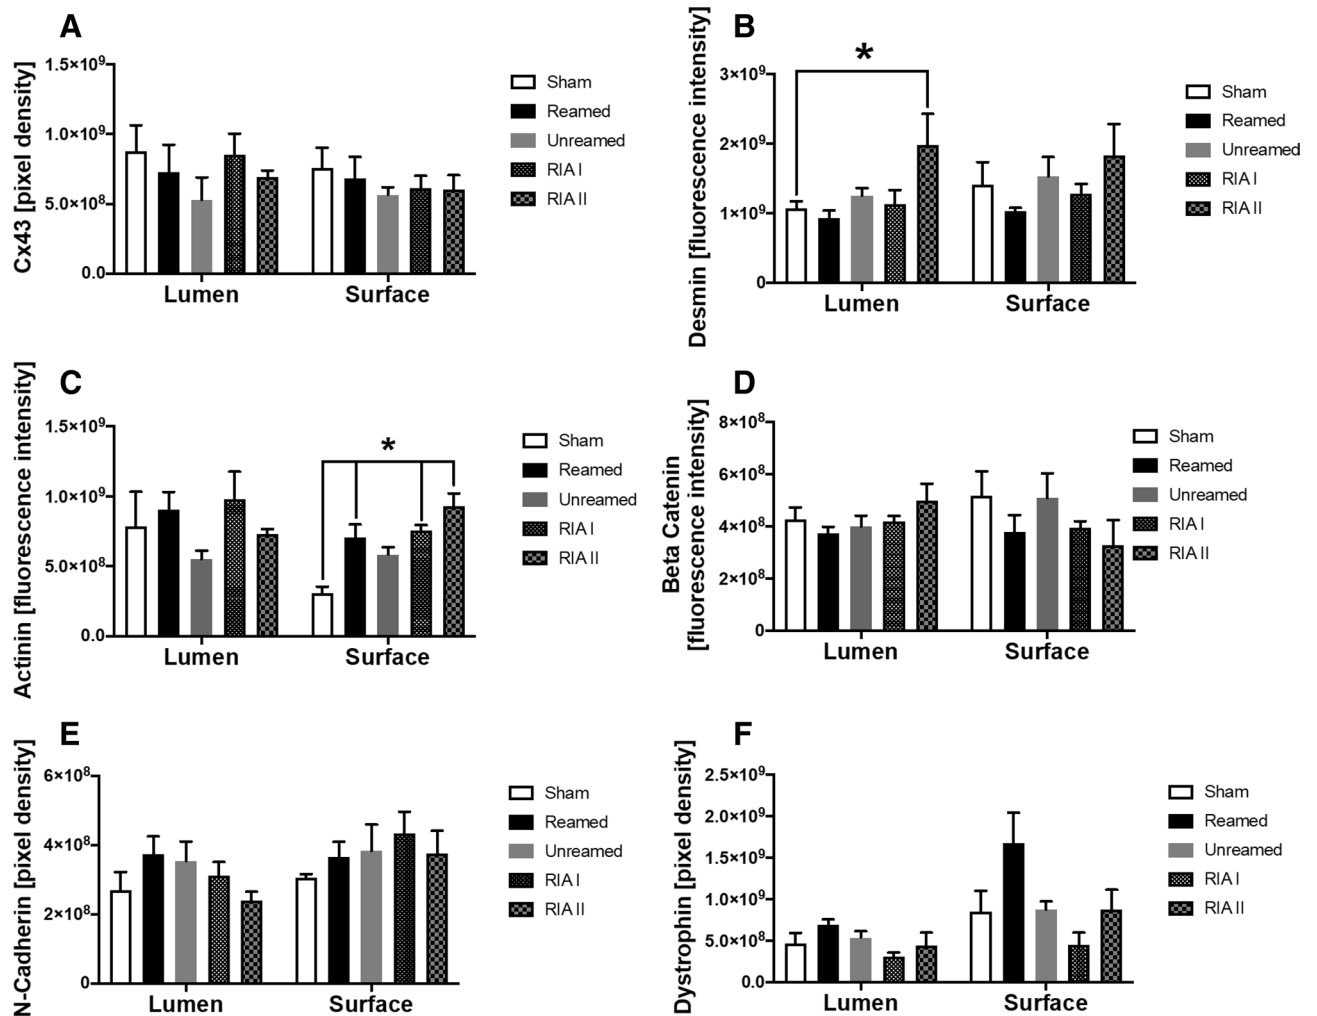 A
Cx43 [pixel density]
1.5×10⁹
1.0×10⁹
5.0×10⁸
0.0
Lumen Surface
Sham
Reamed
Unreamed
RIA I
RIA II
B
Desmin [fluorescence intensity]
3×10⁹
2×10⁹
1×10⁹
0
*
Lumen Surface
Sham
Reamed
Unreamed
RIA I
RIA II
C
Actinin [fluorescence intensity]
1.5×10⁹
1.0×10⁹
5.0×10⁸
0.0
*
Lumen Surface
Sham
Reamed
Unreamed
RIA I
RIA II
D
Beta Catenin
[fluorescence intensity]
8×10⁸
6×10⁸
4×10⁸
2×10⁸
0
Lumen Surface
Sham
Reamed
Unreamed
RIA I
RIA II
E
N-Cadherin [pixel density]
6×10⁸
4×10⁸
2×10⁸
0
Lumen Surface
Sham
Reamed
Unreamed
RIA I
RIA II
F
Dystrophin [pixel density]
2.5×10⁹
2.0×10⁹
1.5×10⁹
1.0×10⁹
5.0×10⁸
0.0
Lumen Surface
Sham
Reamed
Unreamed
RIA I
RIA II